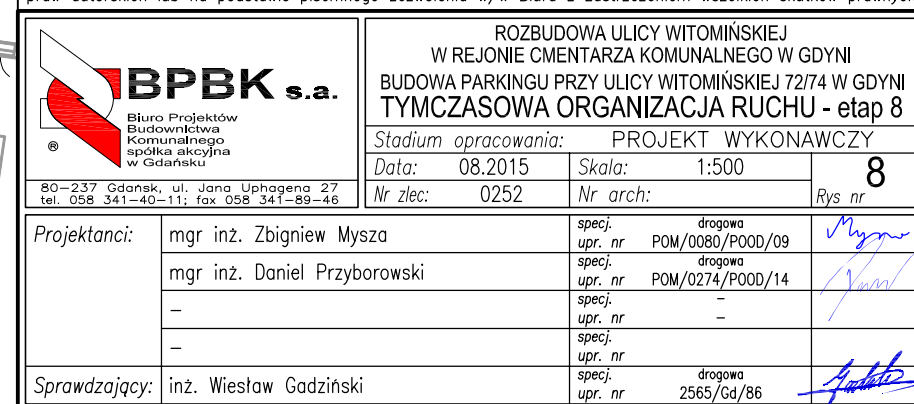 BPBK s.a.
Biuro Projektów
Budownictwa
Komunalnego
spółka akcyjna
w Gdańsku
®
80-237 Gdańsk, ul. Jana Uphagena 27
tel. 058 341-40-11; fax 058 341-89-46
ROZBUDOWA ULICY WITOMIŃSKIEJ
W REJONIE CMENTARZA KOMUNALNEGO W GDYNI
BUDOWA PARKINGU PRZY ULICY WITOMIŃSKIEJ 72/74 W GDYNI
TYMCZASOWA ORGANIZACJA RUCHU - etap 8
Stadium opracowania: PROJEKT WYKONAWCZY
Data: 08.2015 Skala: 1:500
Nr zlec: 0252 Nr arch:
Rys nr 8
Projektanci: mgr inż. Zbigniew Mysza specj. drogowa
upr. nr POM/0080/POOD/09
mgr inż. Daniel Przyborowski specj. drogowa
upr. nr POM/0274/POOD/14
– specj. –
upr. nr –
– specj.
upr. nr
Sprawdzający: inż. Wiesław Gadziński specj. drogowa
upr. nr 2565/Gd/86